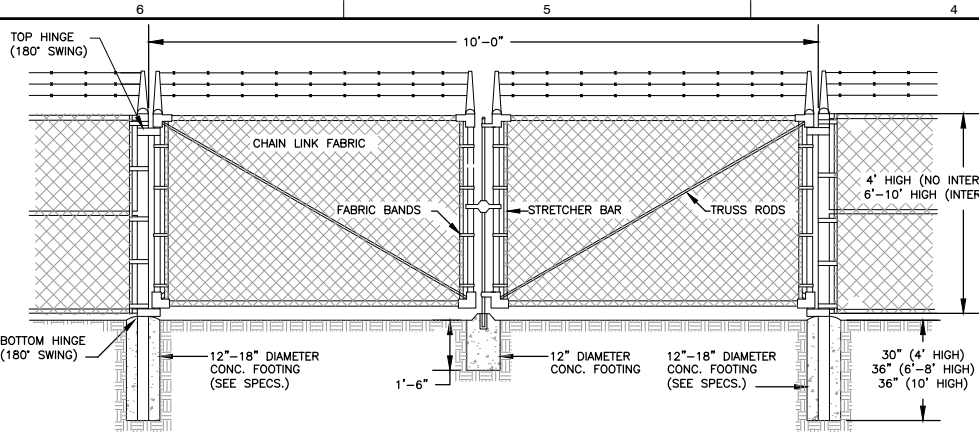 6
5
4
TOP HINGE
(180° SWING)
10'-0"
CHAIN LINK FABRIC
4' HIGH (NO INTER
6'-10' HIGH (INTER
FABRIC BANDS
STRETCHER BAR
TRUSS RODS
BOTTOM HINGE
(180° SWING)
12"-18" DIAMETER
CONC. FOOTING
(SEE SPECS.)
1'-6"
12" DIAMETER
CONC. FOOTING
12"-18" DIAMETER
CONC. FOOTING
(SEE SPECS.)
30" (4' HIGH)
36" (6'-8' HIGH)
36" (10' HIGH)